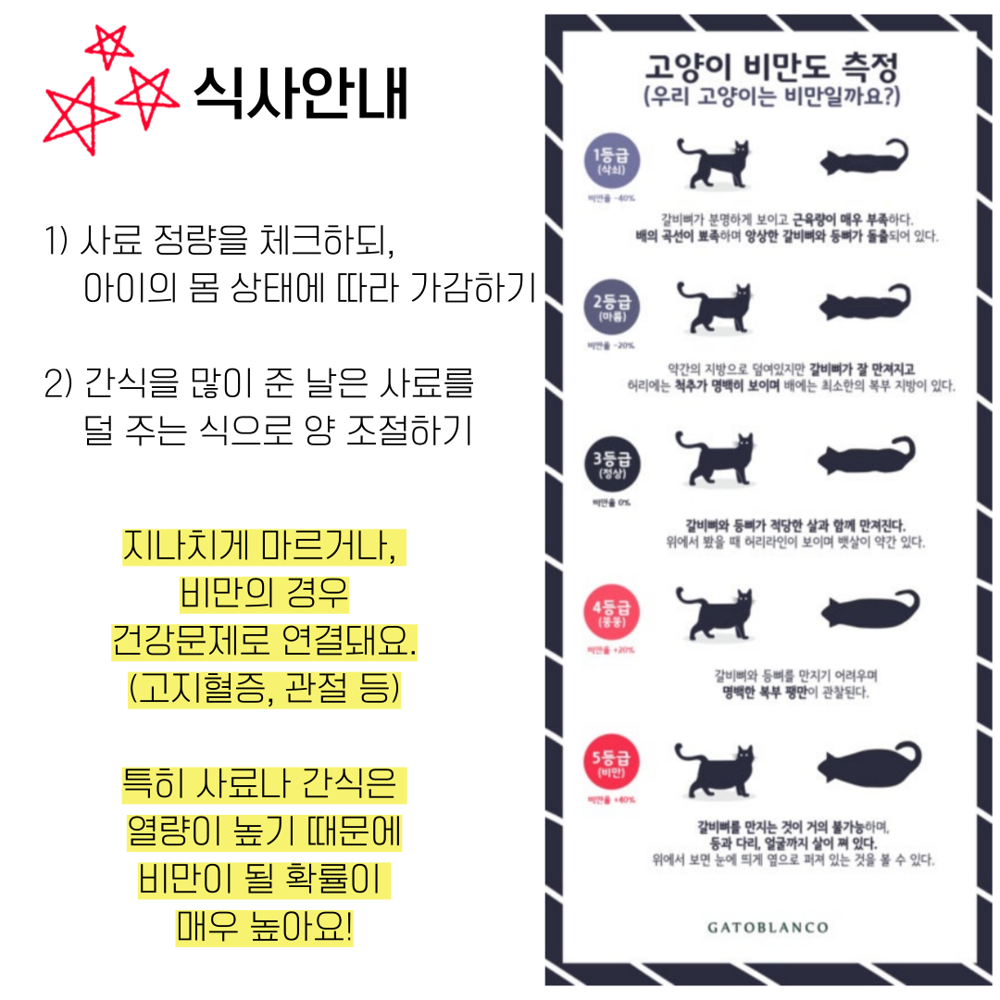 식사안내
1) 사료 정량을 체크하되,
아이의 몸 상태에 따라 가감하기
2) 간식을 많이 준 날은 사료를
덜 주는 식으로 양 조절하기
지나치게 마르거나,
비만의 경우
건강문제로 연결돼요.
(고지혈증, 관절 등)
특히 사료나 간식은
열량이 높기 때문에
비만이 될 확률이
매우 높아요!
고양이 비만도 측정
(우리 고양이는 비만일까요?)
1등급
(삭쇠)
비만율 -40%
갈비뼈가 분명하게 보이고 근육량이 매우 부족하다.
배의 곡선이 뾰족하며 앙상한 갈비뼈와 등뼈가 돌출되어 있다.
2등급
(마름)
비만율 -20%
약간의 지방으로 덮여있지만 갈비뼈가 잘 만져지고
허리에는 척추가 명백히 보이며 배에는 최소한의 복부 지방이 있다.
3등급
(정상)
비만율 0%
갈비뼈와 등뼈가 적당한 살과 함께 만져진다.
위에서 봤을 때 허리라인이 보이며 뱃살이 약간 있다.
4등급
(뚱뚱)
비만율 +20%
갈비뼈와 등뼈를 만지기 어려우며
명백한 복부 팽만이 관찰된다.
5등급
(비만)
비만율 +40%
갈비뼈를 만지는 것이 거의 불가능하며,
등과 다리, 얼굴까지 살이 쪄 있다.
위에서 보면 눈에 띄게 옆으로 퍼져 있는 것을 볼 수 있다.
GATOBLANCO